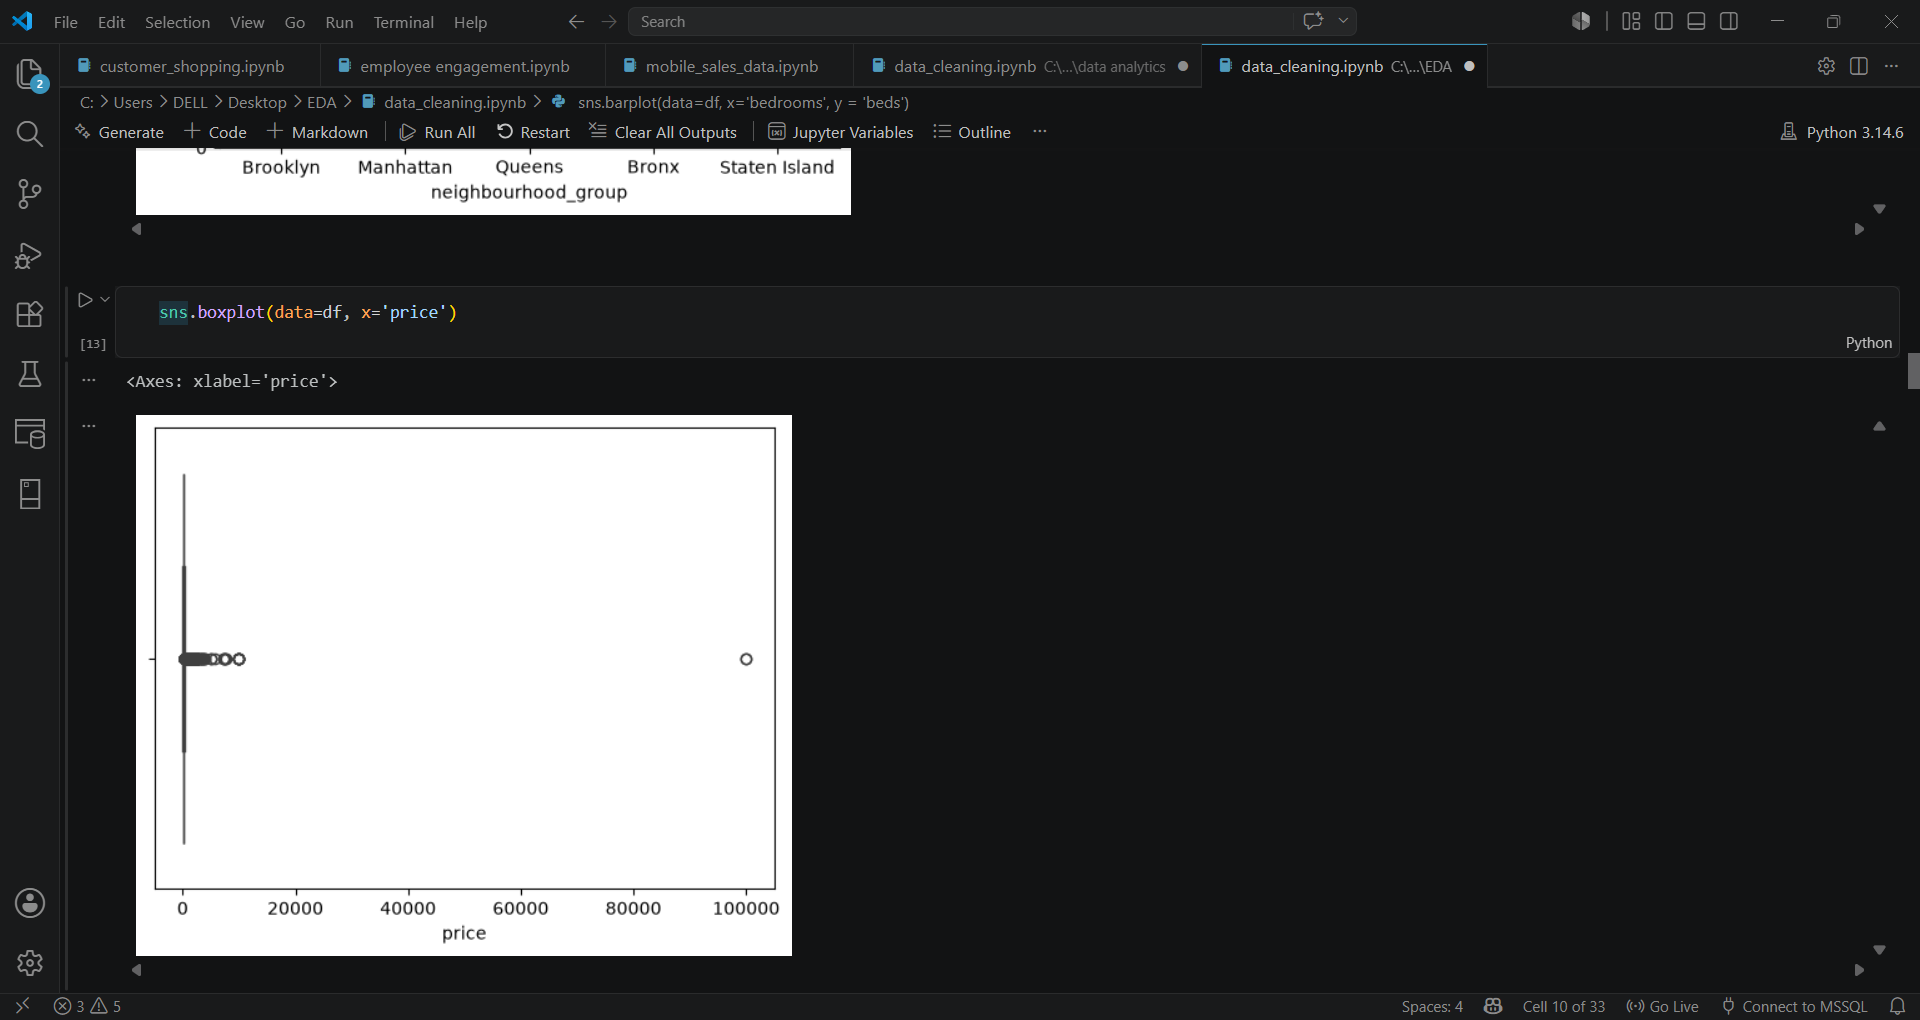 File Edit Selection View Go Run Terminal Help Search
customer_shopping.ipynb employee engagement.ipynb mobile_sales_data.ipynb data_cleaning.ipynb C:\...\data analytics data_cleaning.ipynb C:\...\EDA
2
C: > Users > DELL > Desktop > EDA > data_cleaning.ipynb > sns.barplot(data=df, x='bedrooms', y = 'beds')
Generate + Code + Markdown Run All Restart Clear All Outputs Jupyter Variables Outline ... Python 3.14.6
0
Brooklyn Manhattan Queens Bronx Staten Island
neighbourhood_group
sns.boxplot(data=df, x='price')
[13] Python
<Axes: xlabel='price'>
0 20000 40000 60000 80000 100000
price
3 5 Spaces: 4 Cell 10 of 33 Go Live Connect to MSSQL